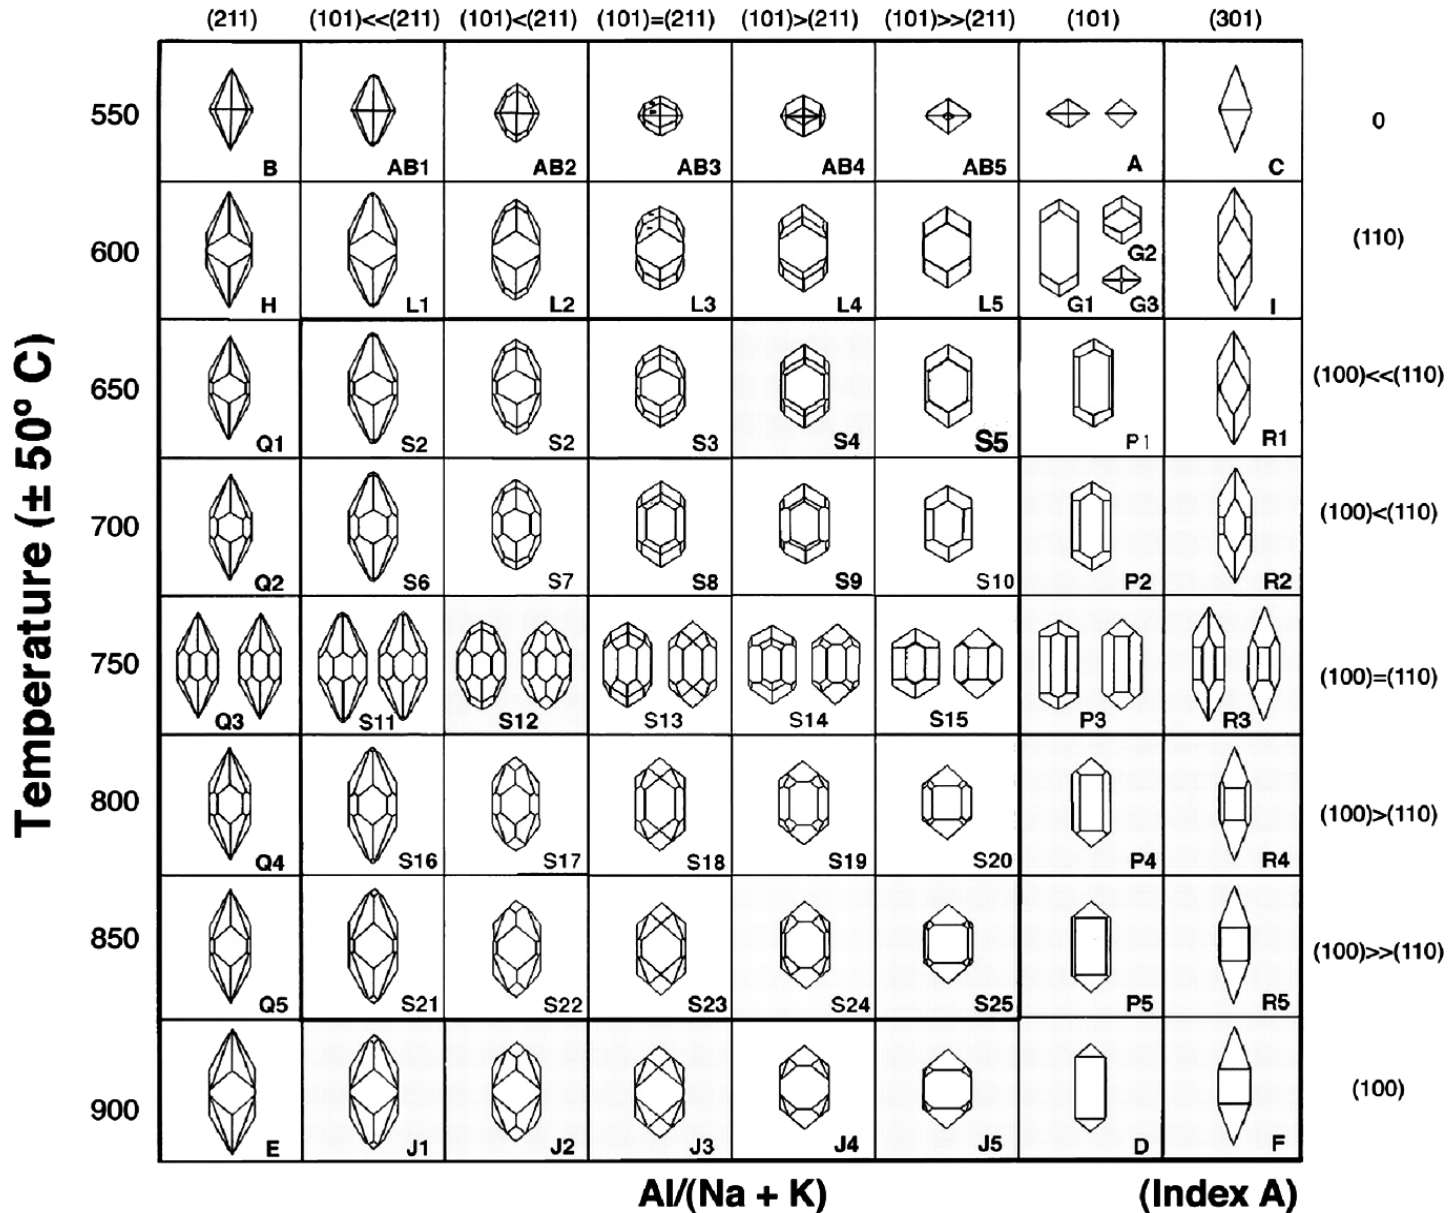 (211) (101)<<(211) (101)<(211) (101)=(211) (101)>(211) (101)>>(211) (101) (301)
550 B AB1 AB2 AB3 AB4 AB5 A C 0
600 H L1 L2 L3 L4 L5 G1 G2 G3 I (110)
650 Q1 S2 S2 S3 S4 S5 P1 R1 (100)<<(110)
700 Q2 S6 S7 S8 S9 S10 P2 R2 (100)<(110)
750 Q3 S11 S12 S13 S14 S15 P3 R3 (100)=(110)
800 Q4 S16 S17 S18 S19 S20 P4 R4 (100)>(110)
850 Q5 S21 S22 S23 S24 S25 P5 R5 (100)>>(110)
900 E J1 J2 J3 J4 J5 D F (100)
Temperature (± 50° C)
Al/(Na + K) (Index A)